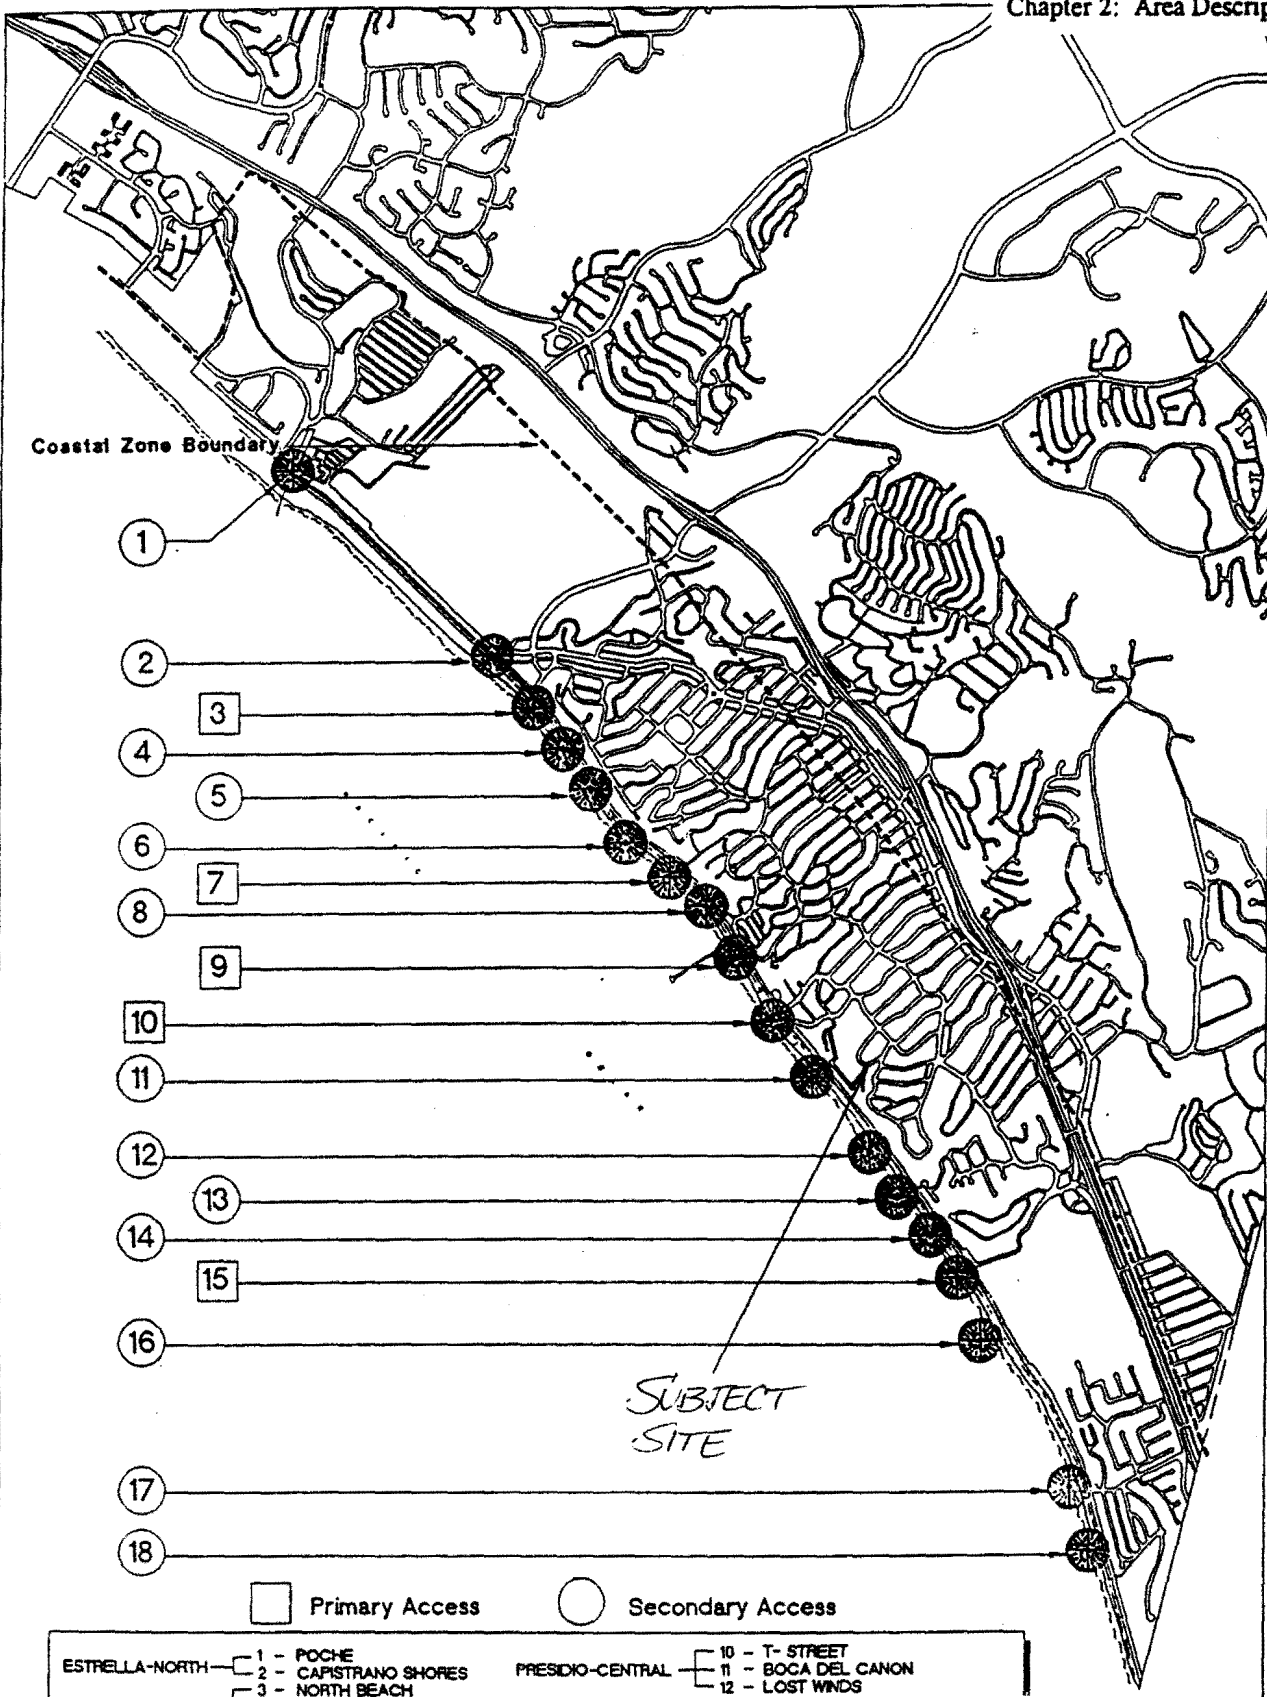 Chapter 2: Area Descrip
Coastal Zone Boundary
1
2
3
4
5
6
7
8
9
10
11
12
13
14
15
16
SUBJECT
SITE
17
18
Primary Access
Secondary Access
ESTRELLA-NORTH
1 - POCHE
2 - CAPISTRANO SHORES
3 - NORTH BEACH
PRESIDIO-CENTRAL
10 - T- STREET
11 - BOCA DEL CANON
12 - LOST WINDS